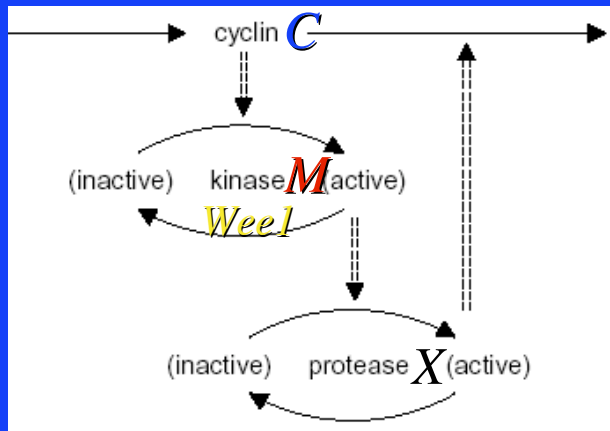 cyclin C
(inactive) kinase M (active)
Wee1
(inactive) protease X (active)